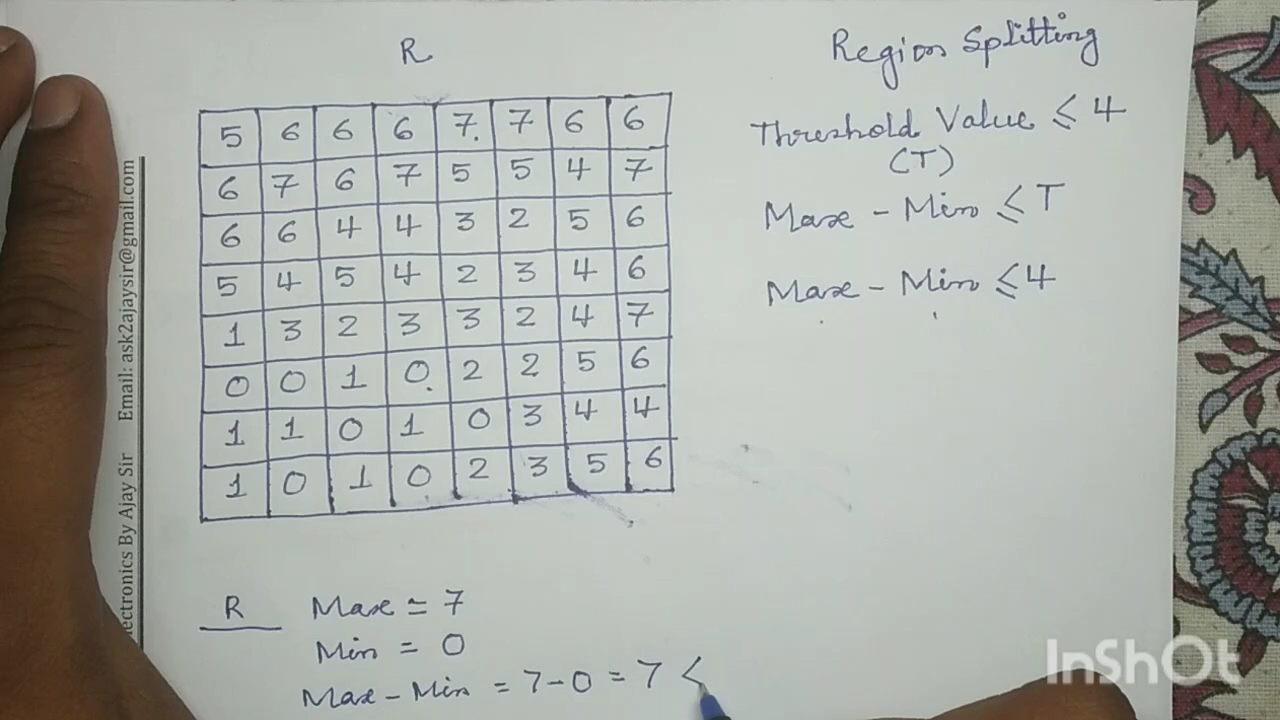 R
Region Splitting
5 6 6 6 7 7 6 6
6 7 6 7 5 5 4 7
6 6 4 4 3 2 5 6
5 4 5 4 2 3 4 6
1 3 2 3 3 2 4 7
0 0 1 0 2 2 5 6
1 1 0 1 0 3 4 4
1 0 1 0 2 3 5 6
Threshold Value ≤ 4
(T)
Max - Min ≤ T
Max - Min ≤ 4
R Max = 7
Min = 0
Max - Min = 7-0 = 7 <
Electronics By Ajay Sir Email: ask2ajaysir@gmail.com
InShOt